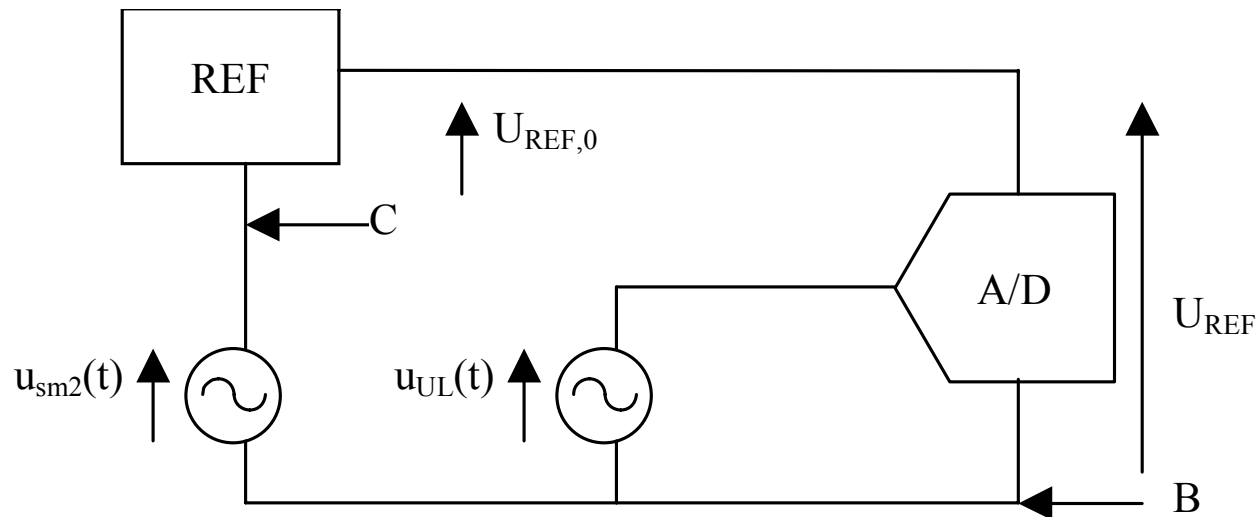 REF
U_REF,0
C
A/D
U_REF
u_sm2(t)
u_UL(t)
B